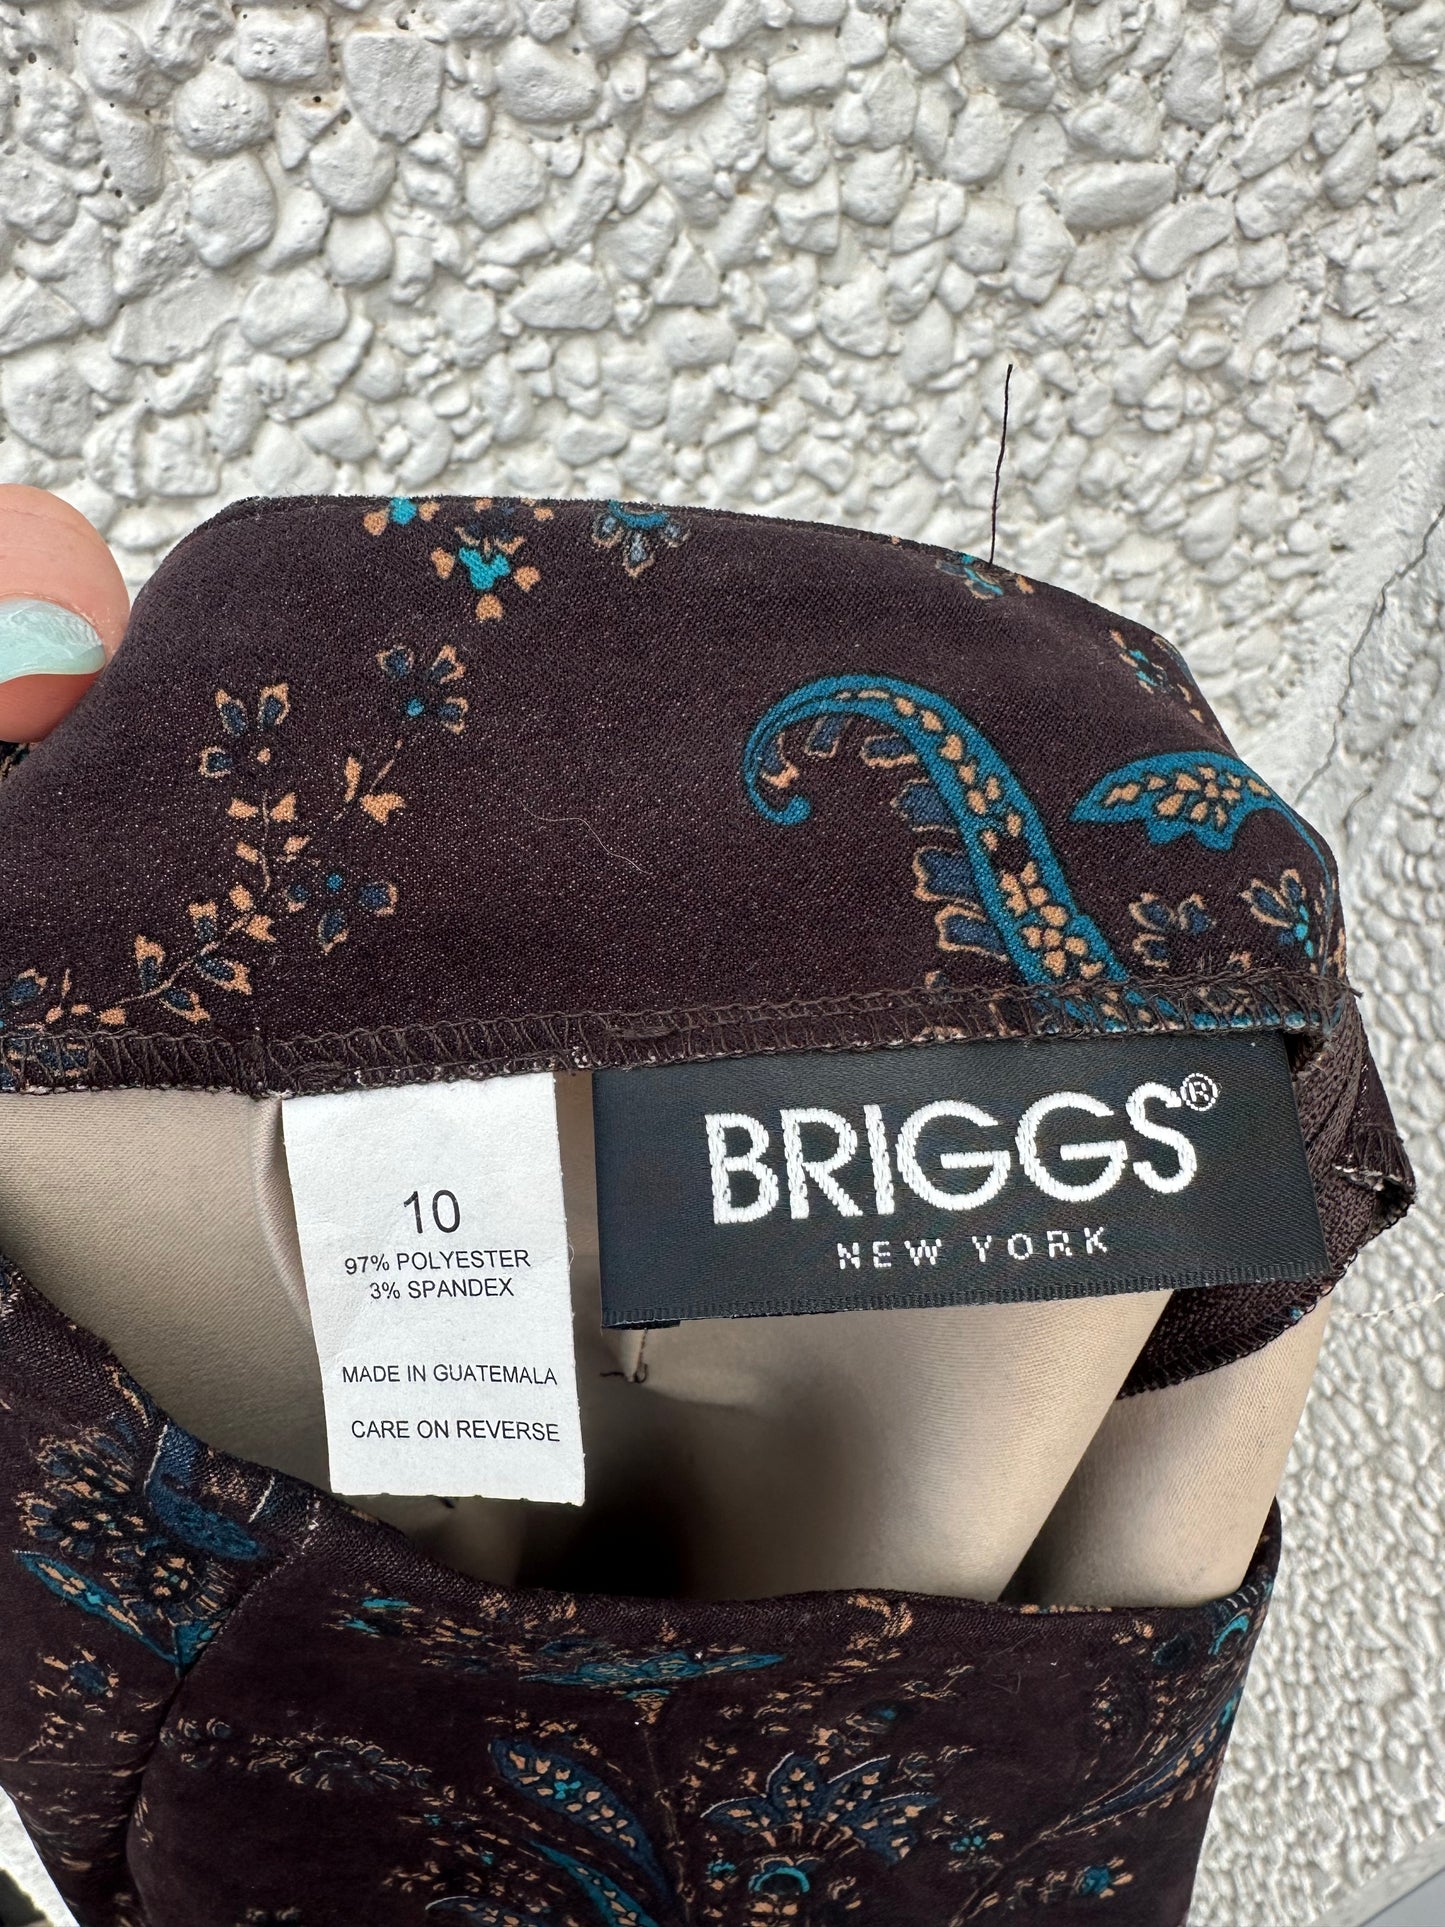 10
97% POLYESTER
3% SPANDEX
MADE IN GUATEMALA
CARE ON REVERSE
BRIGGS®
NEW YORK